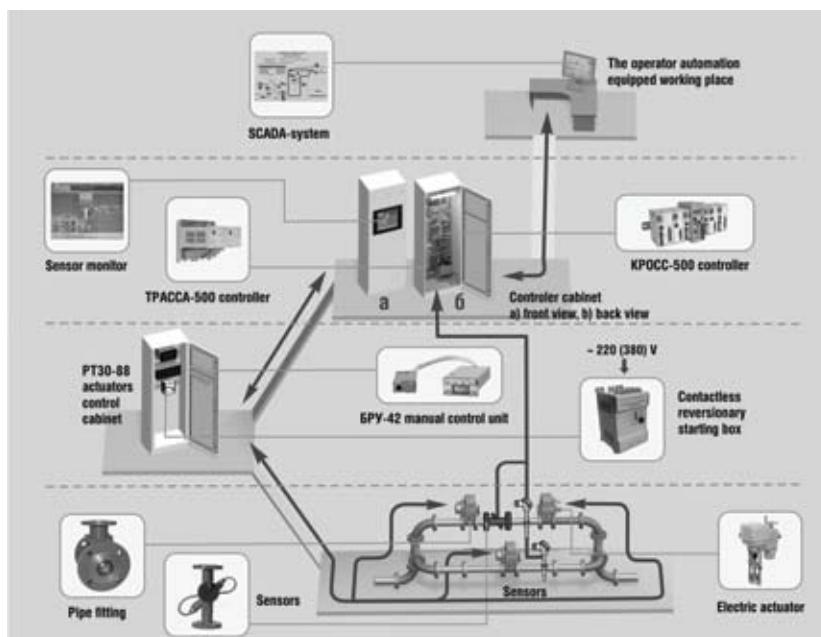 The operator automation
equipped working place
SCADA-system
Sensor monitor
ТРАССА-500 controller
КРОСС-500 controller
а
б
Controler cabinet
a) front view, b) back view
PT30-88
actuators
control
cabinet
БРУ-42 manual control unit
~ 220 (380) V
Contactless
reversionary
starting box
Pipe fitting
Sensors
Sensors
Electric actuator